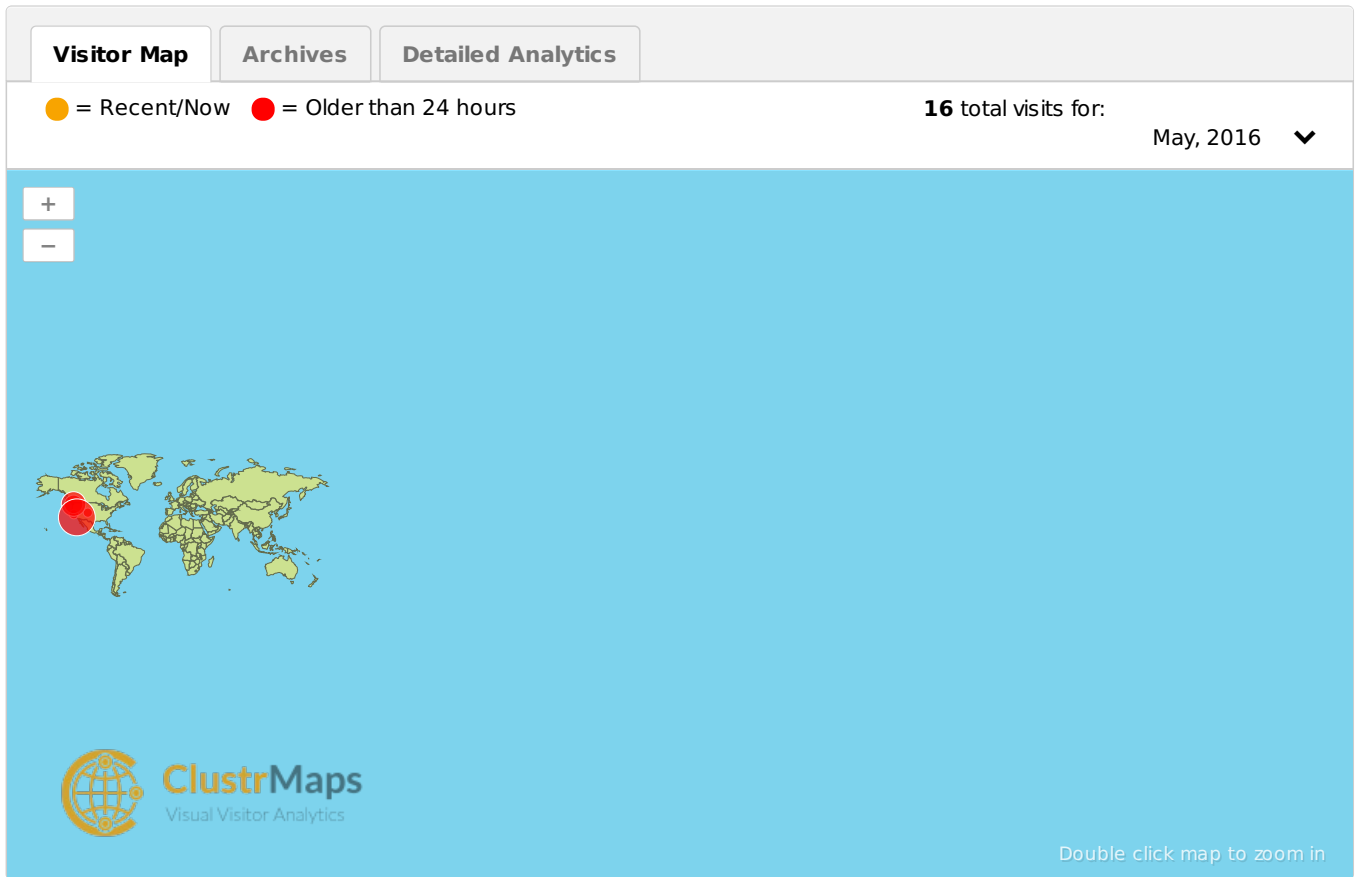 Visitor Map Archives Detailed Analytics
= Recent/Now = Older than 24 hours 16 total visits for:
May, 2016
+
−
ClustrMaps
Visual Visitor Analytics
Double click map to zoom in